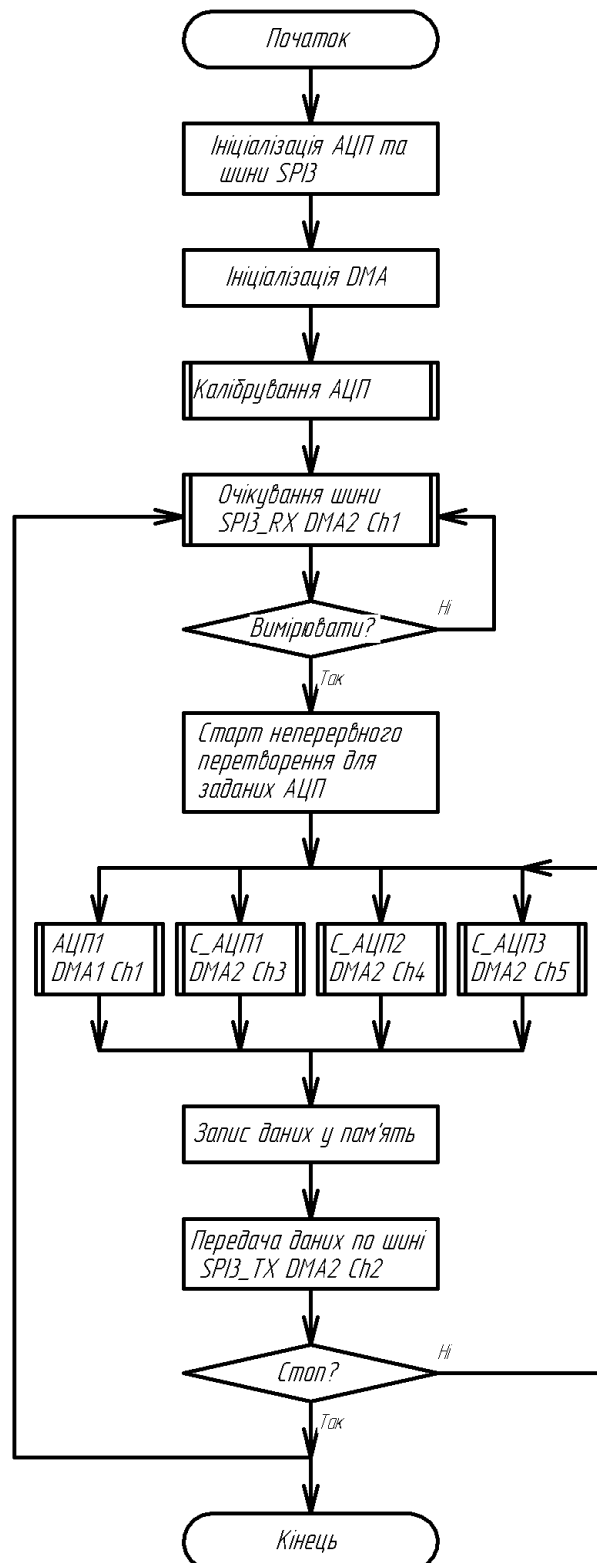 Початок
Ініціалізація АЦП та
шини SPI3
Ініціалізація DMA
Калібрування АЦП
Очікування шини
SPI3_RX DMA2 Ch1
Вимірювати?
Ні
Так
Старт неперервного
перетворення для
заданих АЦП
АЦП1
DMA1 Ch1
С_АЦП1
DMA2 Ch3
С_АЦП2
DMA2 Ch4
С_АЦП3
DMA2 Ch5
Запис даних у пам'ять
Передача даних по шині
SPI3_TX DMA2 Ch2
Стоп?
Ні
Так
Кінець